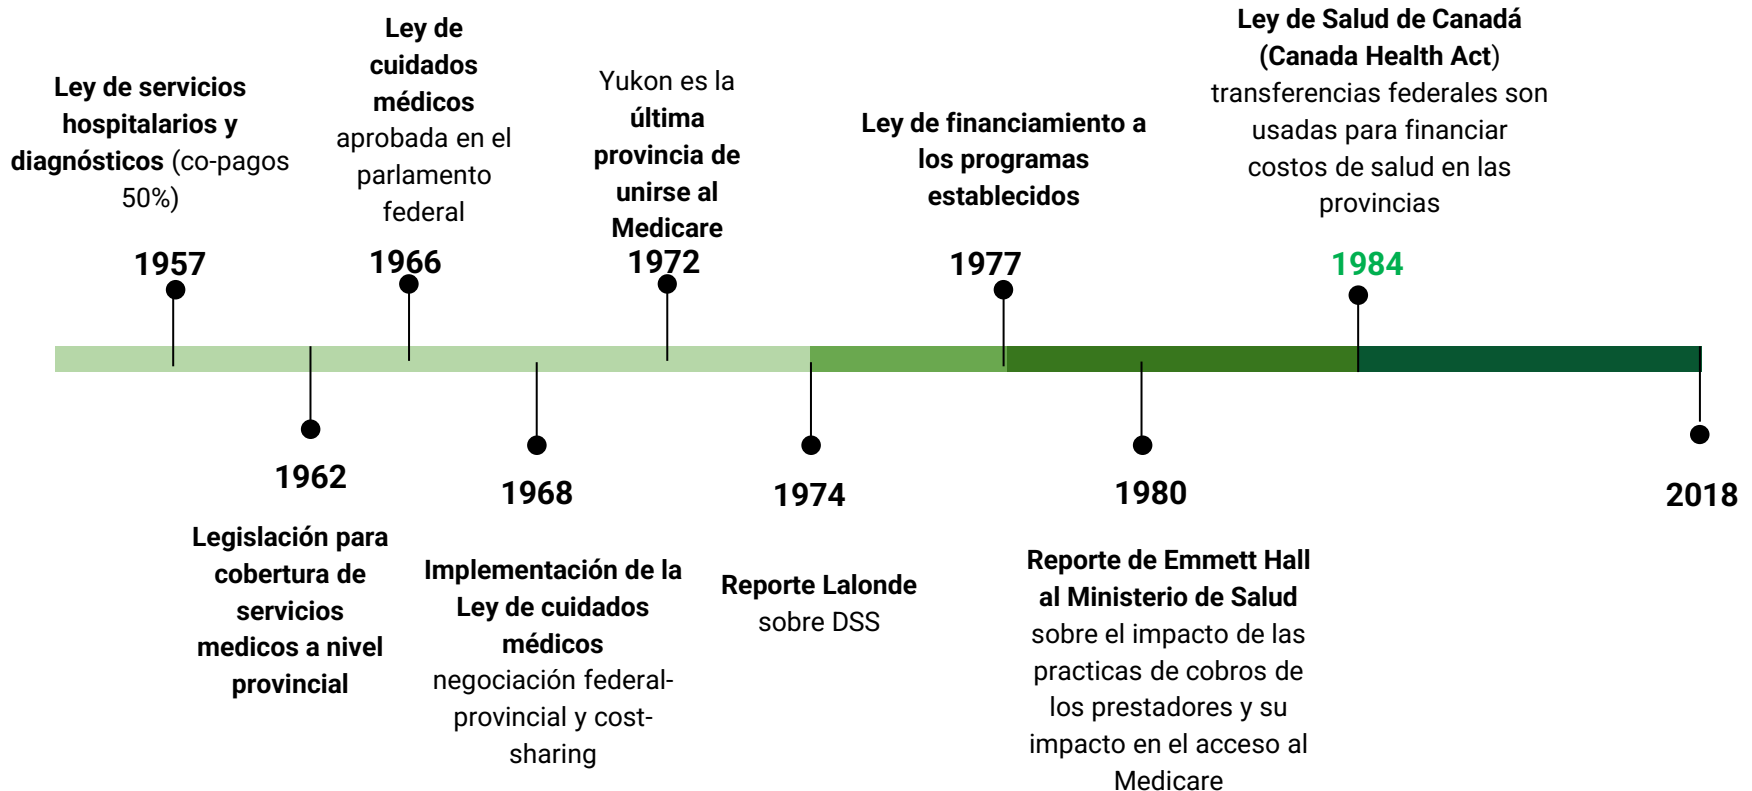 Ley de servicios
hospitalarios y
diagnósticos (co-pagos
50%)
1957
Ley de
cuidados
médicos
aprobada en el
parlamento
federal
1966
Yukon es la
última
provincia de
unirse al
Medicare
1972
Ley de financiamiento a
los programas
establecidos
1977
Ley de Salud de Canadá
(Canada Health Act)
transferencias federales son
usadas para financiar
costos de salud en las
provincias
1984
1962
Legislación para
cobertura de
servicios
medicos a nivel
provincial
1968
Implementación de la
Ley de cuidados
médicos
negociación federal-
provincial y cost-
sharing
1974
Reporte Lalonde
sobre DSS
1980
Reporte de Emmett Hall
al Ministerio de Salud
sobre el impacto de las
practicas de cobros de
los prestadores y su
impacto en el acceso al
Medicare
2018